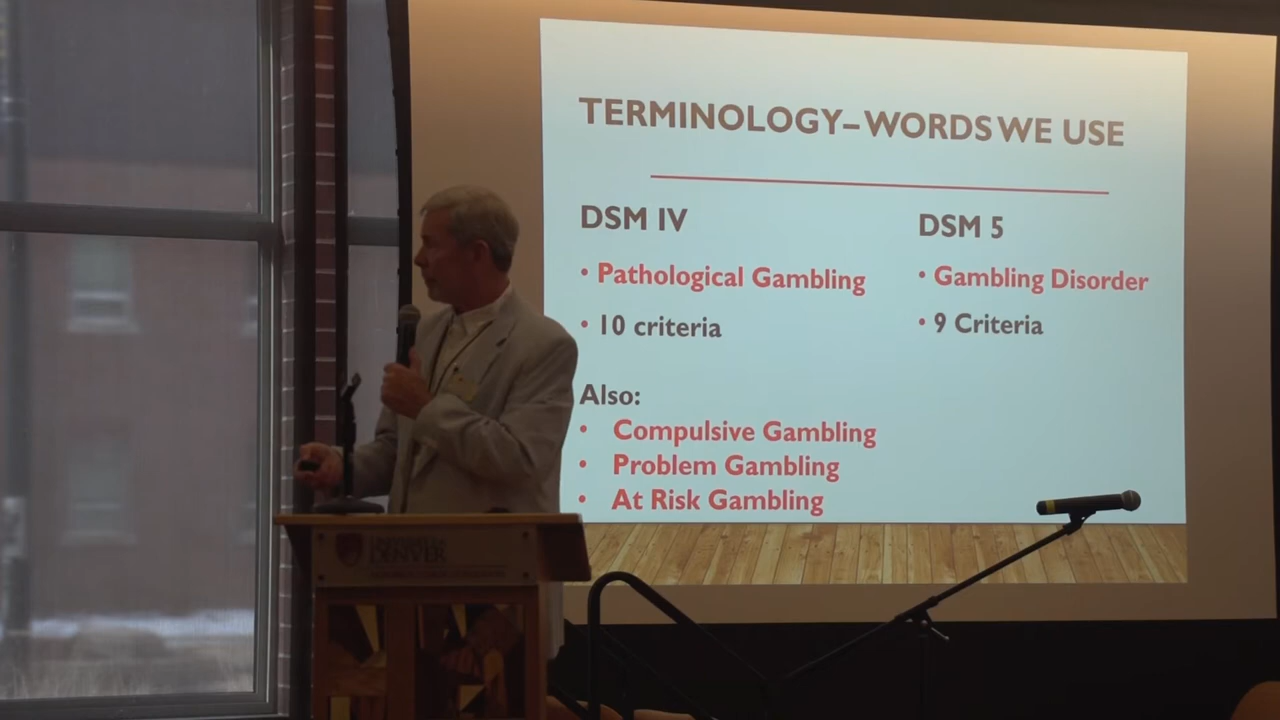 TERMINOLOGY–WORDS WE USE
DSM IV
• Pathological Gambling
• 10 criteria
DSM 5
• Gambling Disorder
• 9 Criteria
Also:
• Compulsive Gambling
• Problem Gambling
• At Risk Gambling
DENVER